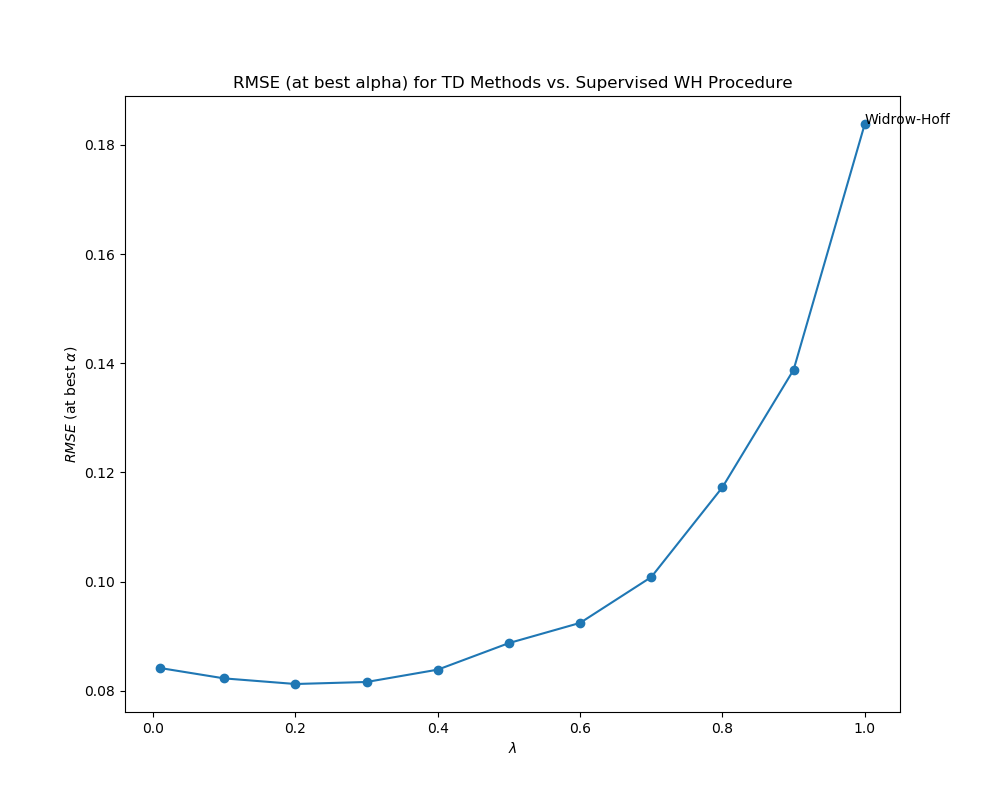 RMSE (at best alpha) for TD Methods vs. Supervised WH Procedure
Widrow-Hoff
0.18
0.16
0.14
0.12
0.10
0.08
RMSE (at best α)
0.0 0.2 0.4 0.6 0.8 1.0
λ